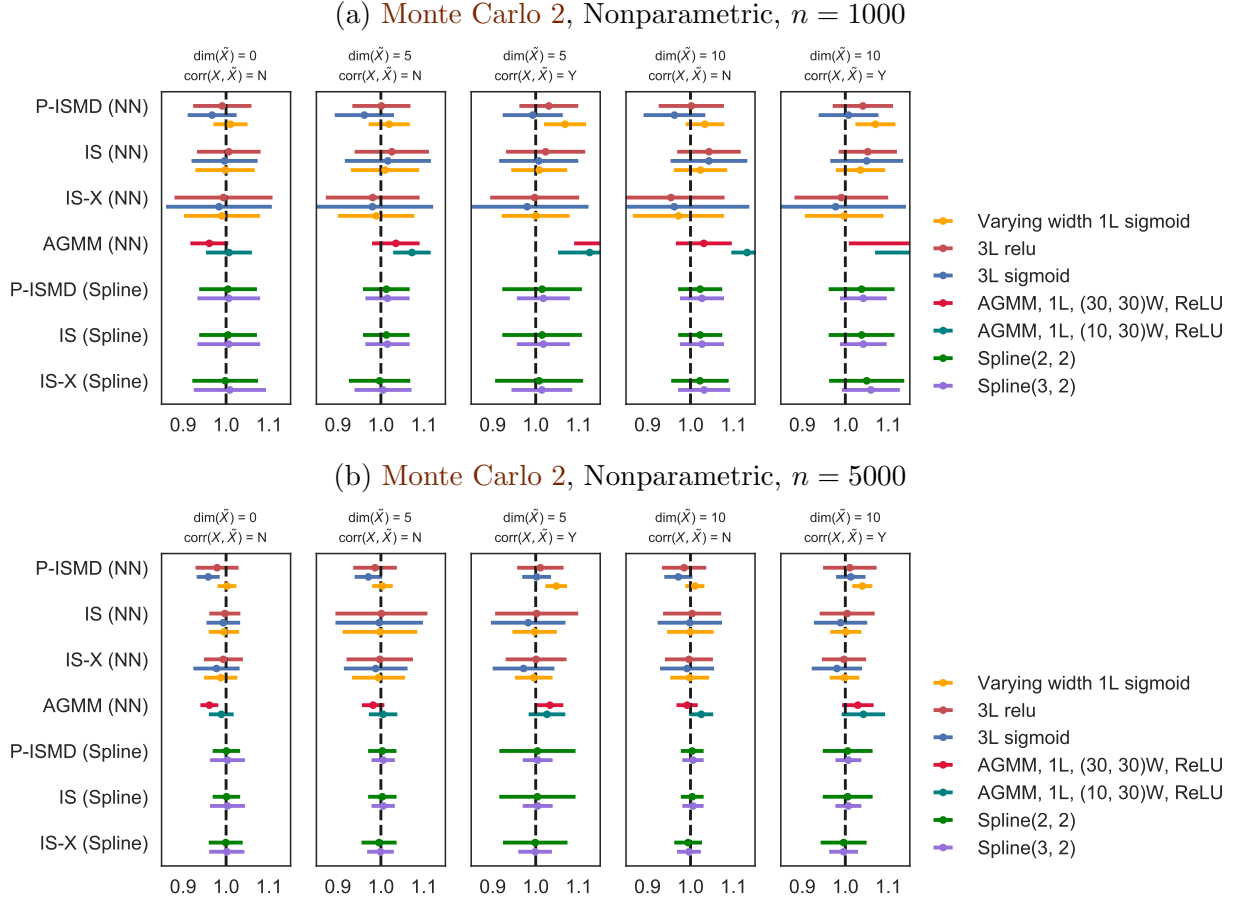 (a) Monte Carlo 2, Nonparametric, n = 1000
dim(X̃) = 0
corr(X, X̃) = N
dim(X̃) = 5
corr(X, X̃) = N
dim(X̃) = 5
corr(X, X̃) = Y
dim(X̃) = 10
corr(X, X̃) = N
dim(X̃) = 10
corr(X, X̃) = Y
P-ISMD (NN)
IS (NN)
IS-X (NN)
AGMM (NN)
P-ISMD (Spline)
IS (Spline)
IS-X (Spline)
0.9 1.0 1.1
0.9 1.0 1.1
0.9 1.0 1.1
0.9 1.0 1.1
0.9 1.0 1.1
Varying width 1L sigmoid
3L relu
3L sigmoid
AGMM, 1L, (30, 30)W, ReLU
AGMM, 1L, (10, 30)W, ReLU
Spline(2, 2)
Spline(3, 2)
(b) Monte Carlo 2, Nonparametric, n = 5000
dim(X̃) = 0
corr(X, X̃) = N
dim(X̃) = 5
corr(X, X̃) = N
dim(X̃) = 5
corr(X, X̃) = Y
dim(X̃) = 10
corr(X, X̃) = N
dim(X̃) = 10
corr(X, X̃) = Y
P-ISMD (NN)
IS (NN)
IS-X (NN)
AGMM (NN)
P-ISMD (Spline)
IS (Spline)
IS-X (Spline)
0.9 1.0 1.1
0.9 1.0 1.1
0.9 1.0 1.1
0.9 1.0 1.1
0.9 1.0 1.1
Varying width 1L sigmoid
3L relu
3L sigmoid
AGMM, 1L, (30, 30)W, ReLU
AGMM, 1L, (10, 30)W, ReLU
Spline(2, 2)
Spline(3, 2)